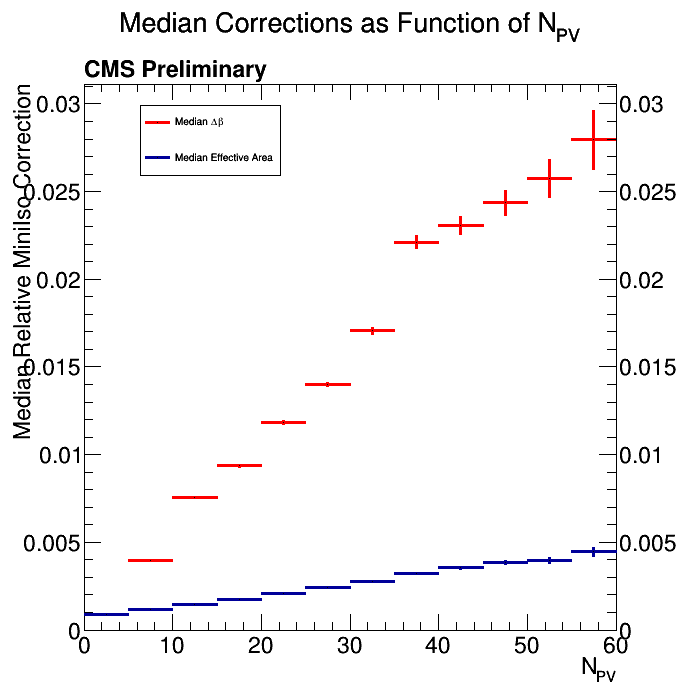 Median Corrections as Function of N_PV
CMS Preliminary
Median Relative MiniIso Correction
Median Δβ
Median Effective Area
0.03
0.025
0.02
0.015
0.01
0.005
0
0.03
0.025
0.02
0.015
0.01
0.005
0
0 10 20 30 40 50 60
N_PV